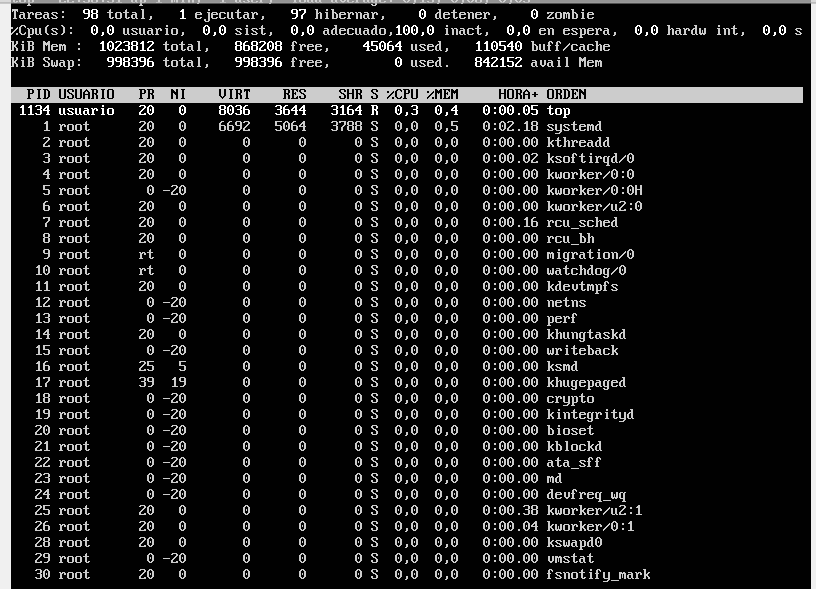 Tareas:  98 total,   1 ejecutar,  97 hibernar,   0 detener,   0 zombie
%Cpu(s):  0,0 usuario,  0,0 sist,  0,0 adecuado,100,0 inact,  0,0 en espera,  0,0 hardw int,  0,0 s
KiB Mem :  1023812 total,   868208 free,    45064 used,   110540 buff/cache
KiB Swap:   998396 total,   998396 free,        0 used.   842152 avail Mem
PID USUARIO   PR  NI    VIRT    RES    SHR S %CPU %MEM     HORA+ ORDEN
1134 usuario   20   0    8036   3644   3164 R  0,3  0,4   0:00.05 top
1 root      20   0    6692   5064   3788 S  0,0  0,5   0:02.18 systemd
2 root      20   0       0      0      0 S  0,0  0,0   0:00.00 kthreadd
3 root      20   0       0      0      0 S  0,0  0,0   0:00.02 ksoftirqd/0
4 root      20   0       0      0      0 S  0,0  0,0   0:00.00 kworker/0:0
5 root       0 -20       0      0      0 S  0,0  0,0   0:00.00 kworker/0:0H
6 root      20   0       0      0      0 S  0,0  0,0   0:00.00 kworker/u2:0
7 root      20   0       0      0      0 S  0,0  0,0   0:00.16 rcu_sched
8 root      20   0       0      0      0 S  0,0  0,0   0:00.00 rcu_bh
9 root      rt   0       0      0      0 S  0,0  0,0   0:00.00 migration/0
10 root      rt   0       0      0      0 S  0,0  0,0   0:00.00 watchdog/0
11 root      20   0       0      0      0 S  0,0  0,0   0:00.00 kdevtmpfs
12 root       0 -20       0      0      0 S  0,0  0,0   0:00.00 netns
13 root       0 -20       0      0      0 S  0,0  0,0   0:00.00 perf
14 root      20   0       0      0      0 S  0,0  0,0   0:00.00 khungtaskd
15 root       0 -20       0      0      0 S  0,0  0,0   0:00.00 writeback
16 root      25   5       0      0      0 S  0,0  0,0   0:00.00 ksmd
17 root      39  19       0      0      0 S  0,0  0,0   0:00.00 khugepaged
18 root       0 -20       0      0      0 S  0,0  0,0   0:00.00 crypto
19 root       0 -20       0      0      0 S  0,0  0,0   0:00.00 kintegrityd
20 root       0 -20       0      0      0 S  0,0  0,0   0:00.00 bioset
21 root       0 -20       0      0      0 S  0,0  0,0   0:00.00 kblockd
22 root       0 -20       0      0      0 S  0,0  0,0   0:00.00 ata_sff
23 root       0 -20       0      0      0 S  0,0  0,0   0:00.00 md
24 root       0 -20       0      0      0 S  0,0  0,0   0:00.00 devfreq_wq
25 root      20   0       0      0      0 S  0,0  0,0   0:00.38 kworker/u2:1
26 root      20   0       0      0      0 S  0,0  0,0   0:00.04 kworker/0:1
28 root      20   0       0      0      0 S  0,0  0,0   0:00.00 kswapd0
29 root       0 -20       0      0      0 S  0,0  0,0   0:00.00 vmstat
30 root      20   0       0      0      0 S  0,0  0,0   0:00.00 fsnotify_mark